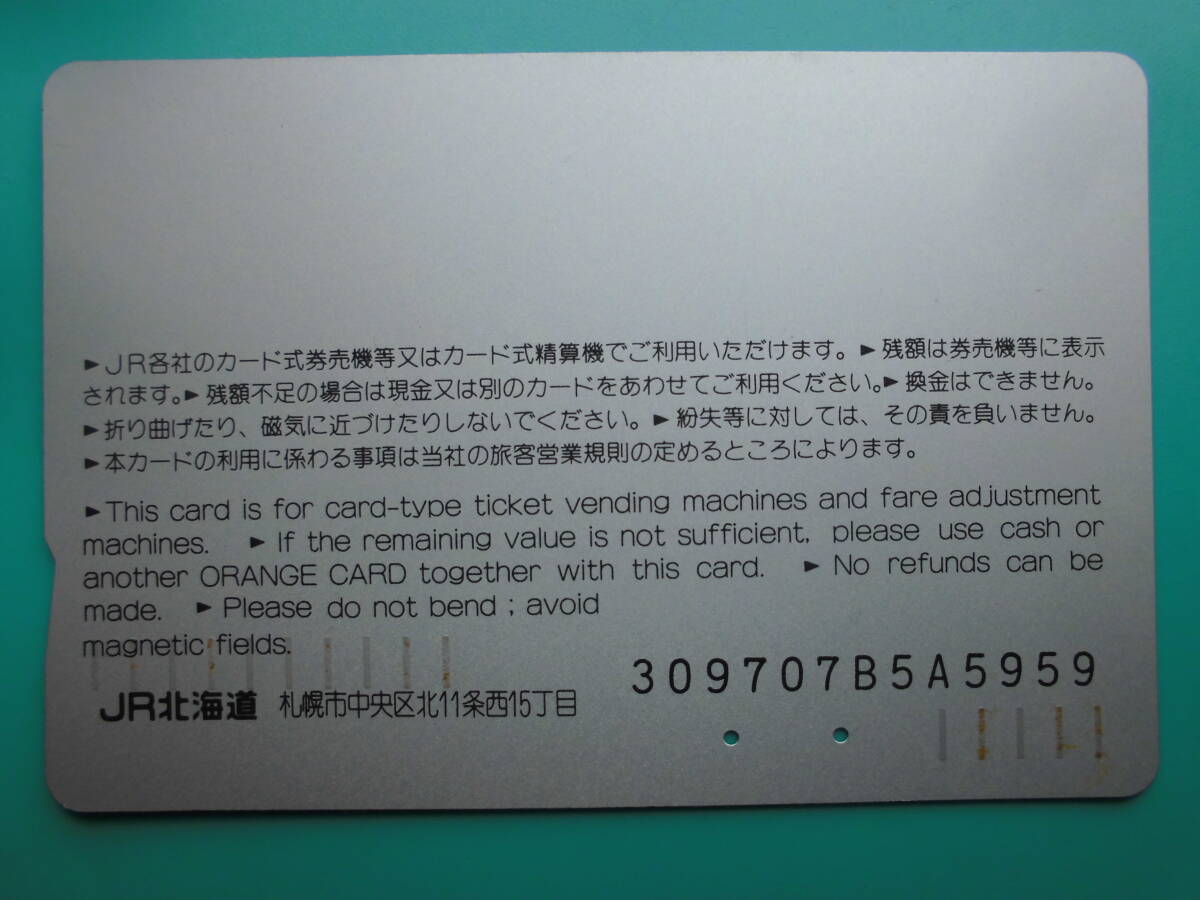 ►JR各社のカード式券売機等又はカード式精算機でご利用いただけます。►残額は券売機等に表示
されます。►残額不足の場合は現金又は別のカードをあわせてご利用ください。►換金はできません。
►折り曲げたり、磁気に近づけたりしないでください。►紛失等に対しては、その責を負いません。
►本カードの利用に係わる事項は当社の旅客営業規則の定めるところによります。
►This card is for card-type ticket vending machines and fare adjustment
machines. ►If the remaining value is not sufficient, please use cash or
another ORANGE CARD together with this card. ►No refunds can be
made. ►Please do not bend ; avoid
magnetic fields.
309707B5A5959
JR北海道 札幌市中央区北11条西15丁目